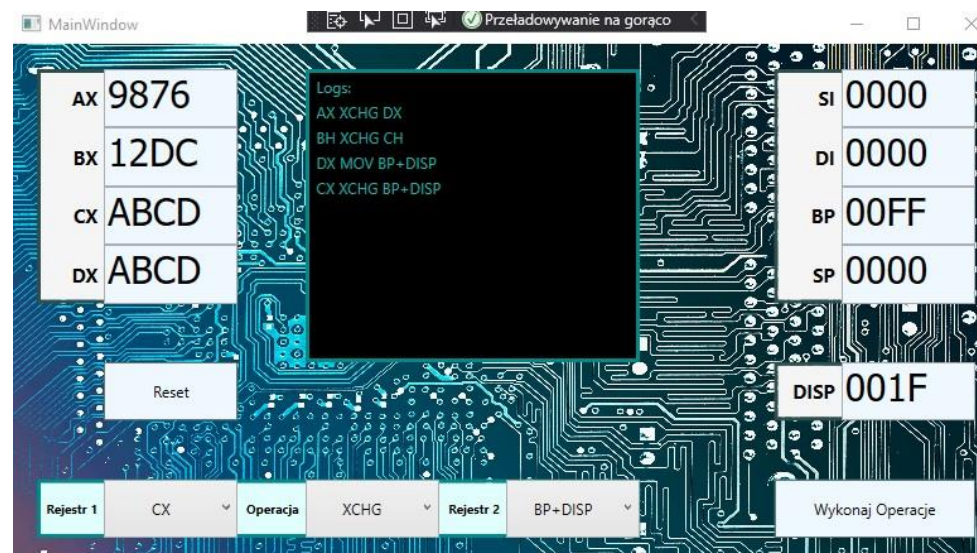 MainWindow
Przeładowywanie na gorąco
AX 9876
BX 12DC
CX ABCD
DX ABCD
Reset
Logs:
AX XCHG DX
BH XCHG CH
DX MOV BP+DISP
CX XCHG BP+DISP
SI 0000
DI 0000
BP 00FF
SP 0000
DISP 001F
Rejestr 1 CX Operacja XCHG Rejestr 2 BP+DISP Wykonaj Operacje